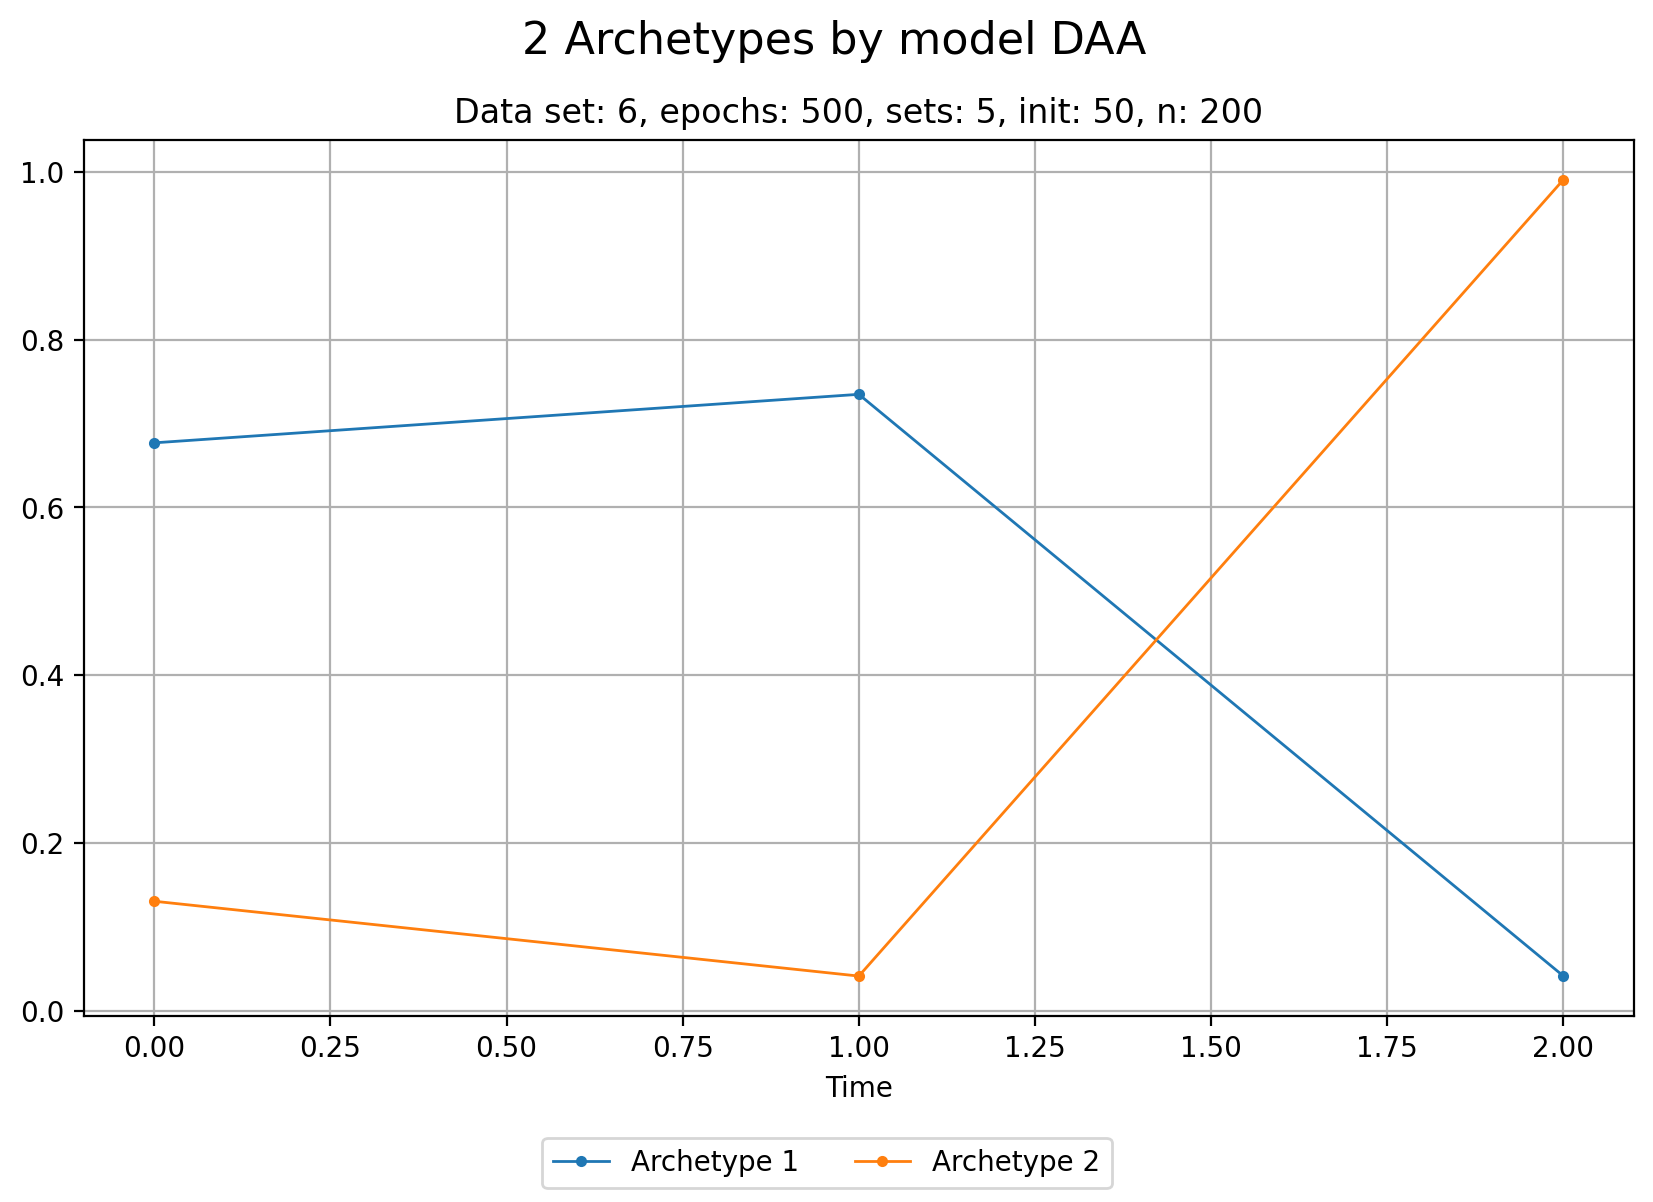 2 Archetypes by model DAA
Data set: 6, epochs: 500, sets: 5, init: 50, n: 200
1.0
0.8
0.6
0.4
0.2
0.0
0.00 0.25 0.50 0.75 1.00 1.25 1.50 1.75 2.00
Time
Archetype 1 Archetype 2